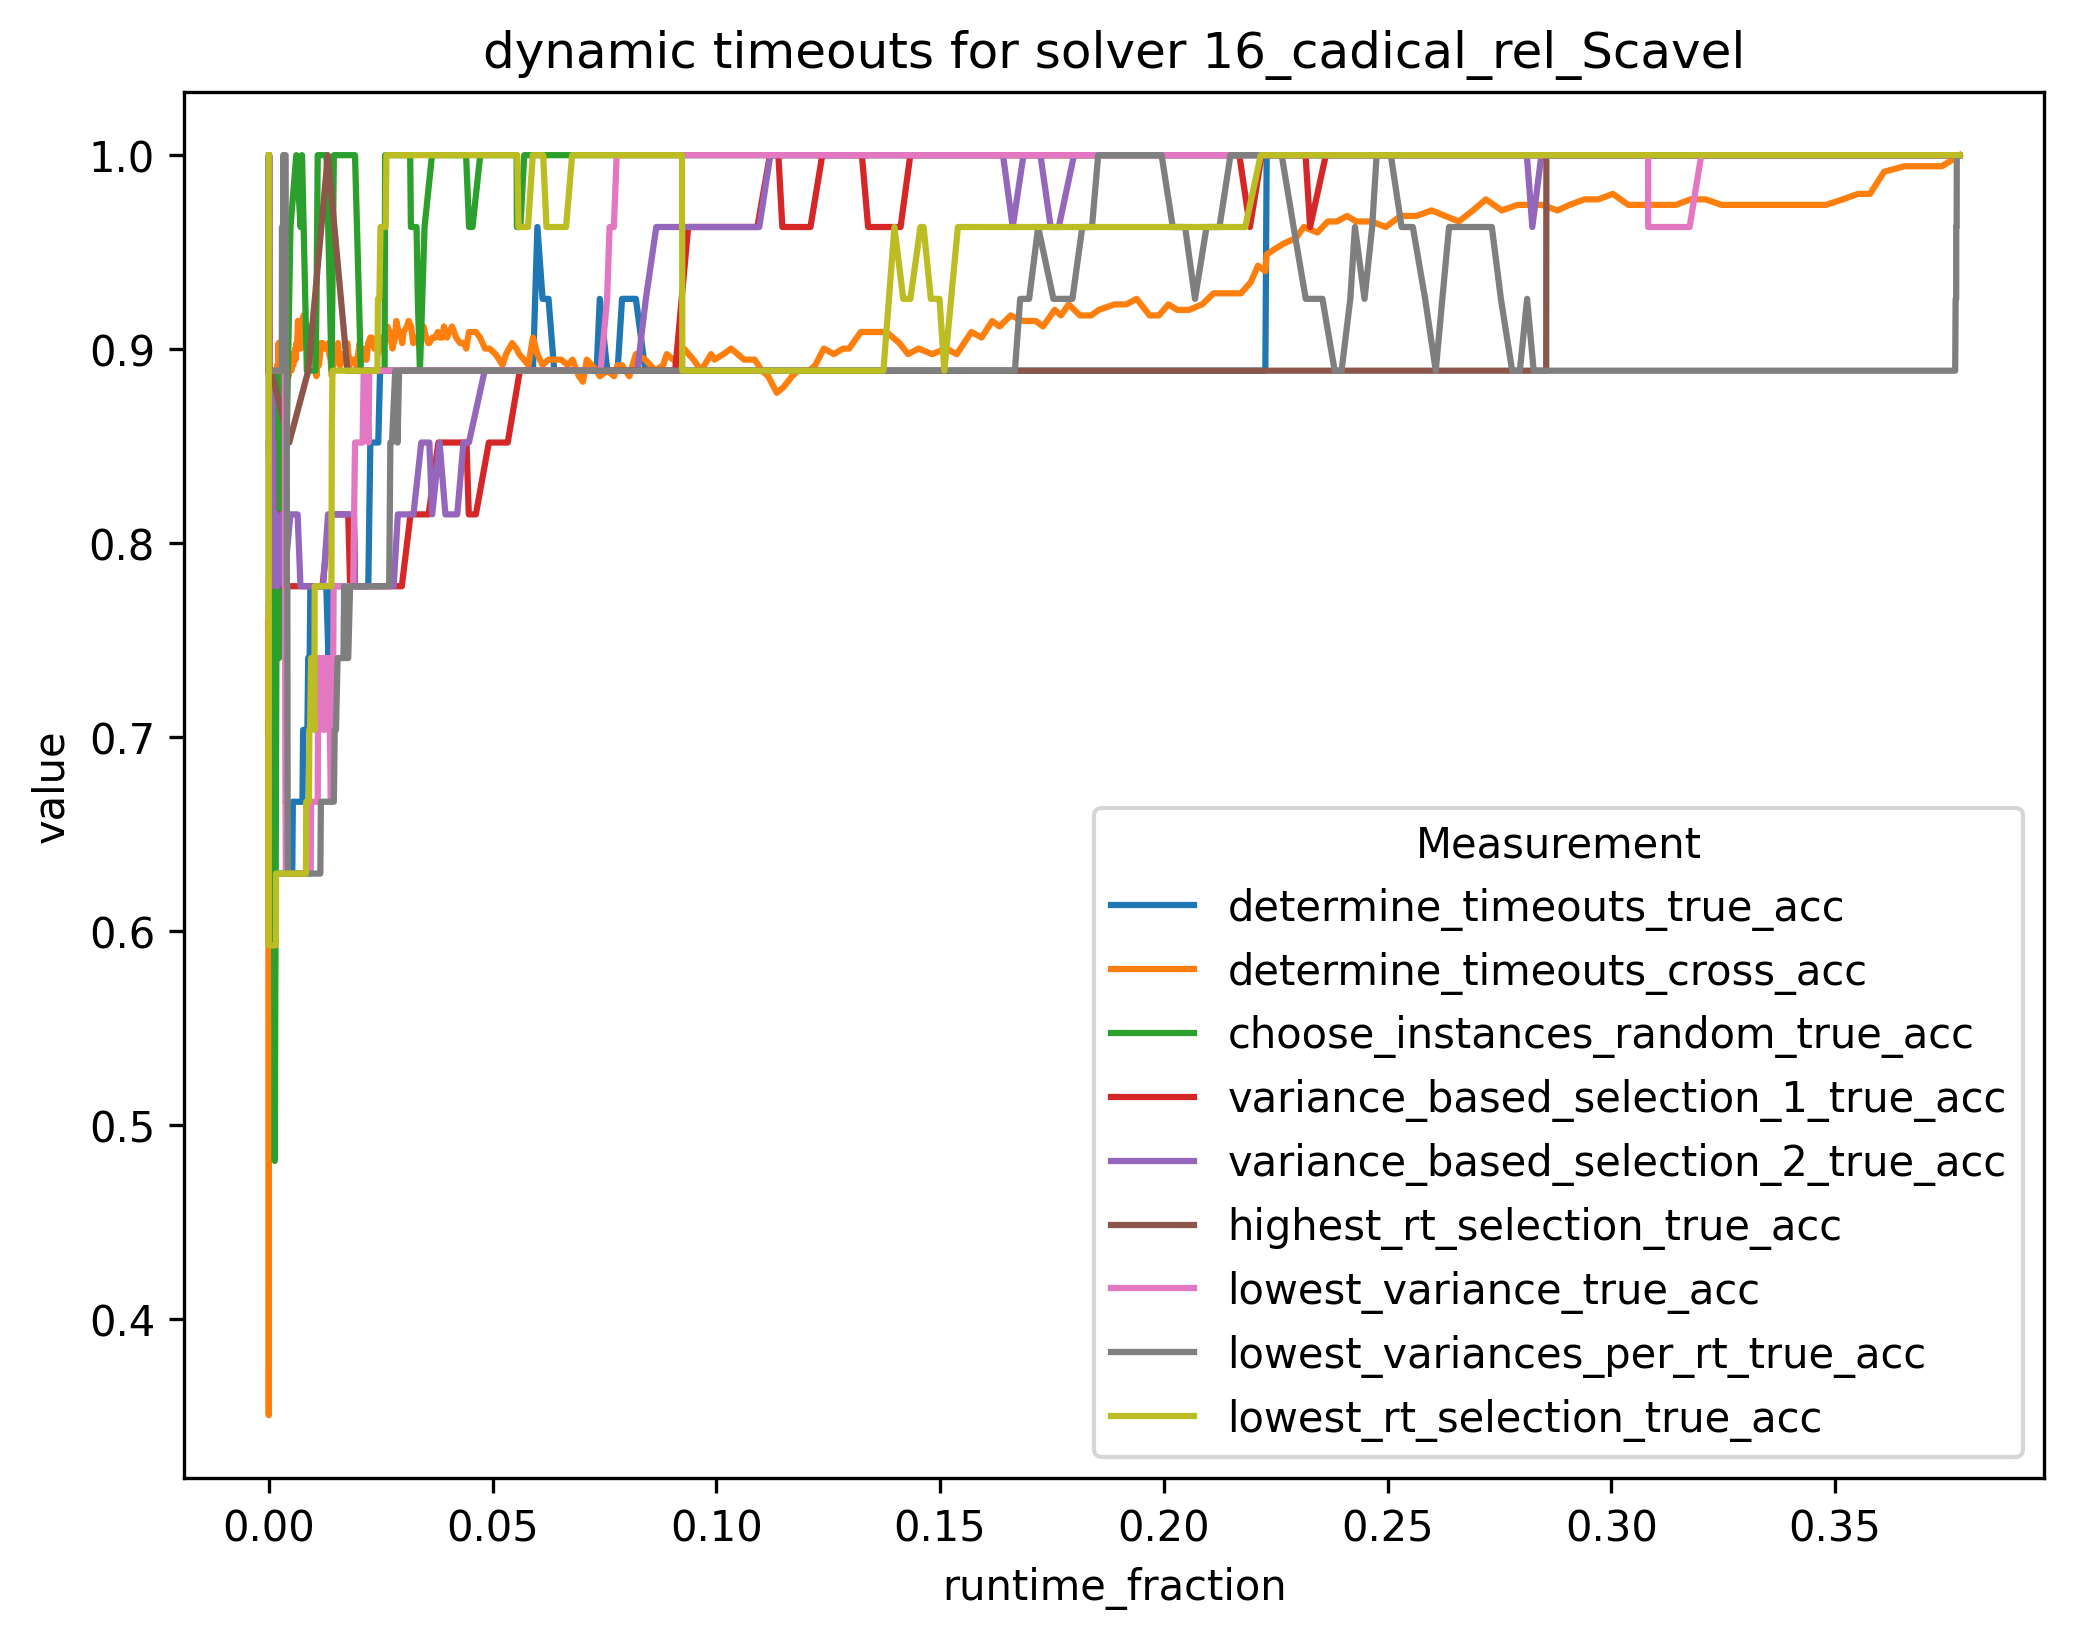 dynamic timeouts for solver 16_cadical_rel_Scavel
1.0
0.9
0.8
0.7
0.6
0.5
0.4
value
0.00 0.05 0.10 0.15 0.20 0.25 0.30 0.35
runtime_fraction
Measurement
determine_timeouts_true_acc
determine_timeouts_cross_acc
choose_instances_random_true_acc
variance_based_selection_1_true_acc
variance_based_selection_2_true_acc
highest_rt_selection_true_acc
lowest_variance_true_acc
lowest_variances_per_rt_true_acc
lowest_rt_selection_true_acc